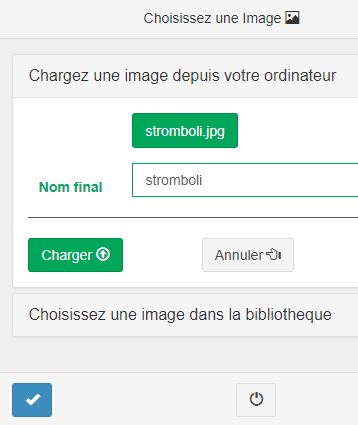 Choisissez une Image
Chargez une image depuis votre ordinateur
stromboli.jpg
Nom final
stromboli
Charger
Annuler
Choisissez une image dans la bibliotheque